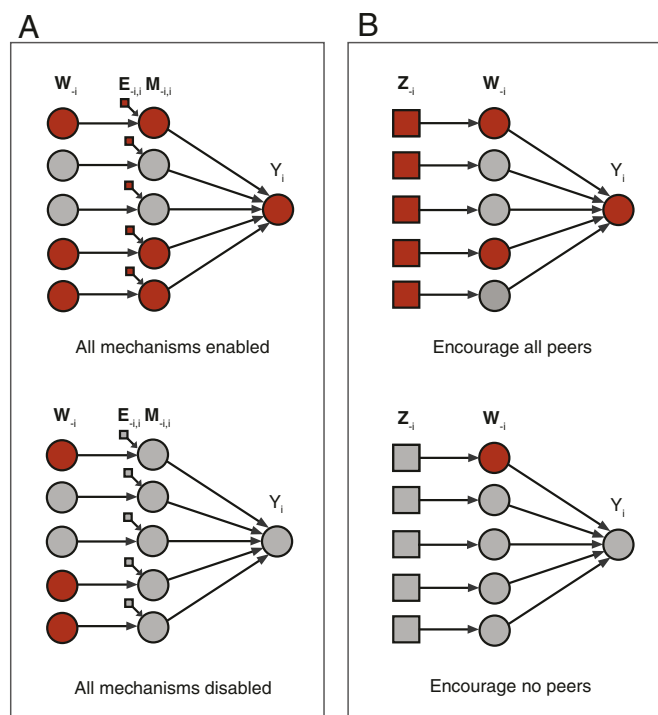 A
W-i E-i,i M-i,i
Yi
All mechanisms enabled
W-i E-i,i M-i,i
Yi
All mechanisms disabled
B
Z-i W-i
Yi
Encourage all peers
Z-i W-i
Yi
Encourage no peers